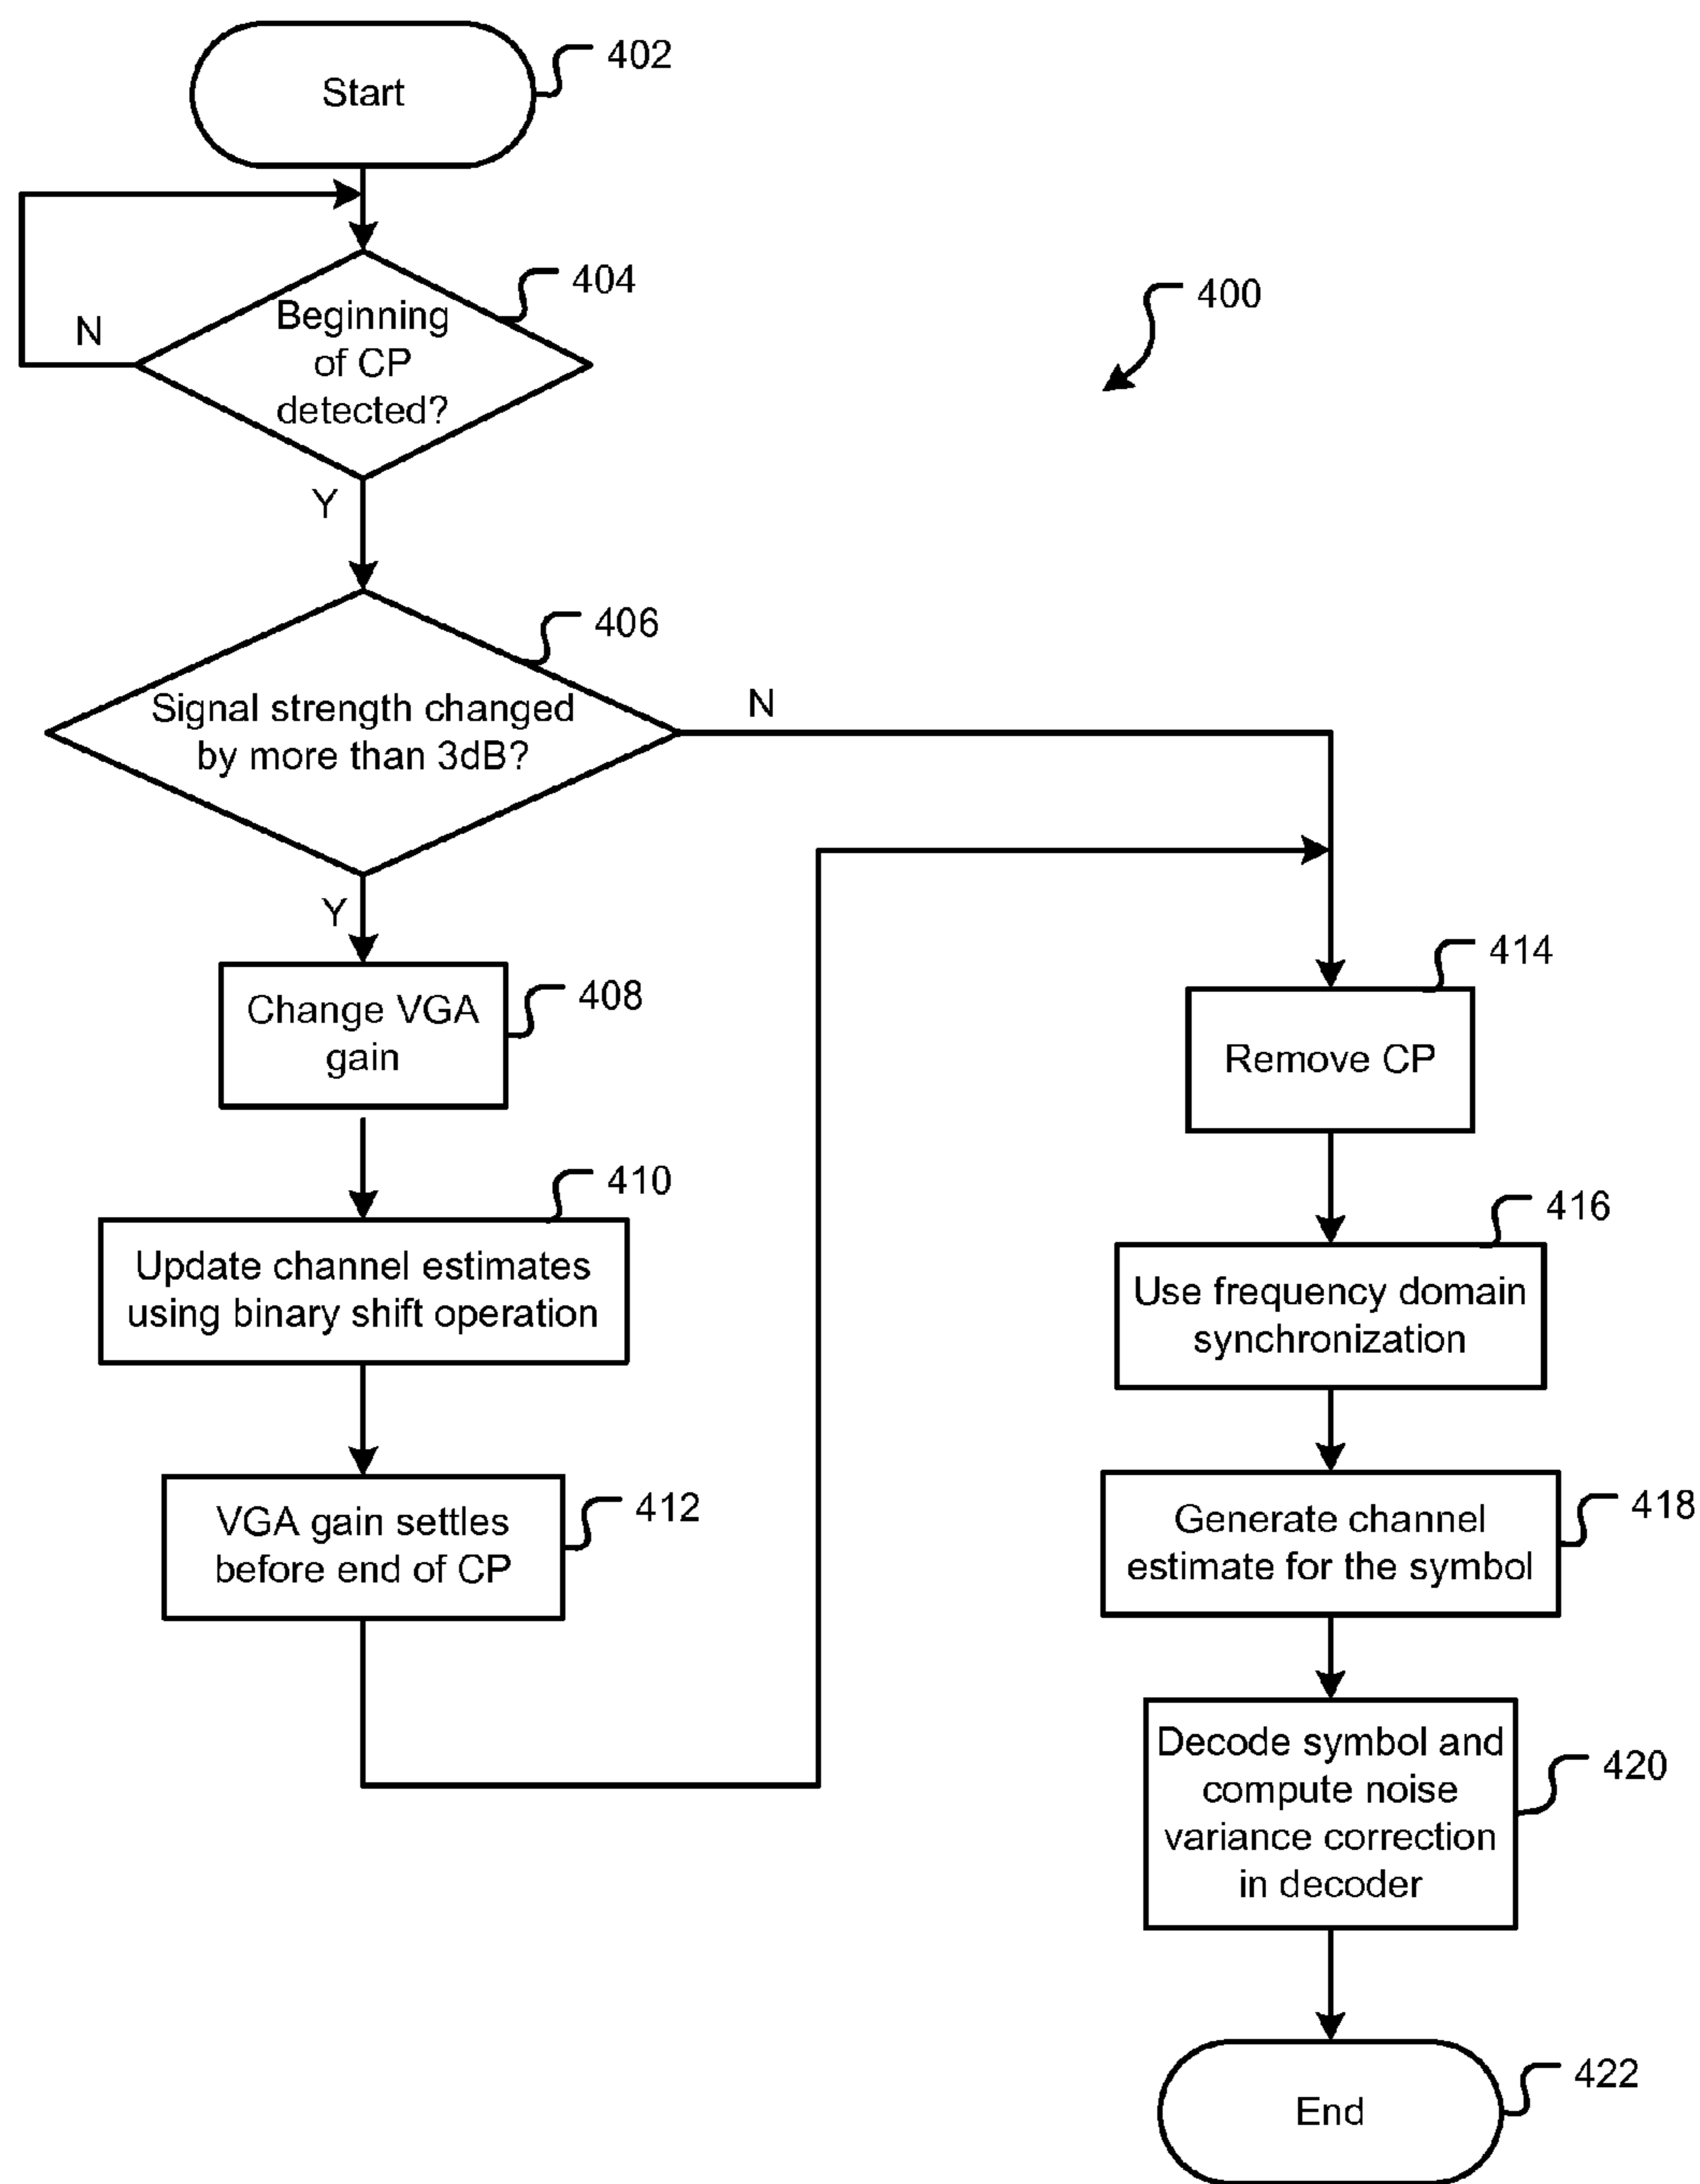 Start
402
Beginning
of CP
detected?
404
N
400
Y
Signal strength changed
by more than 3dB?
406
N
Y
Change VGA
gain
408
Update channel estimates
using binary shift operation
410
VGA gain settles
before end of CP
412
Remove CP
414
Use frequency domain
synchronization
416
Generate channel
estimate for the symbol
418
Decode symbol and
compute noise
variance correction
in decoder
420
End
422